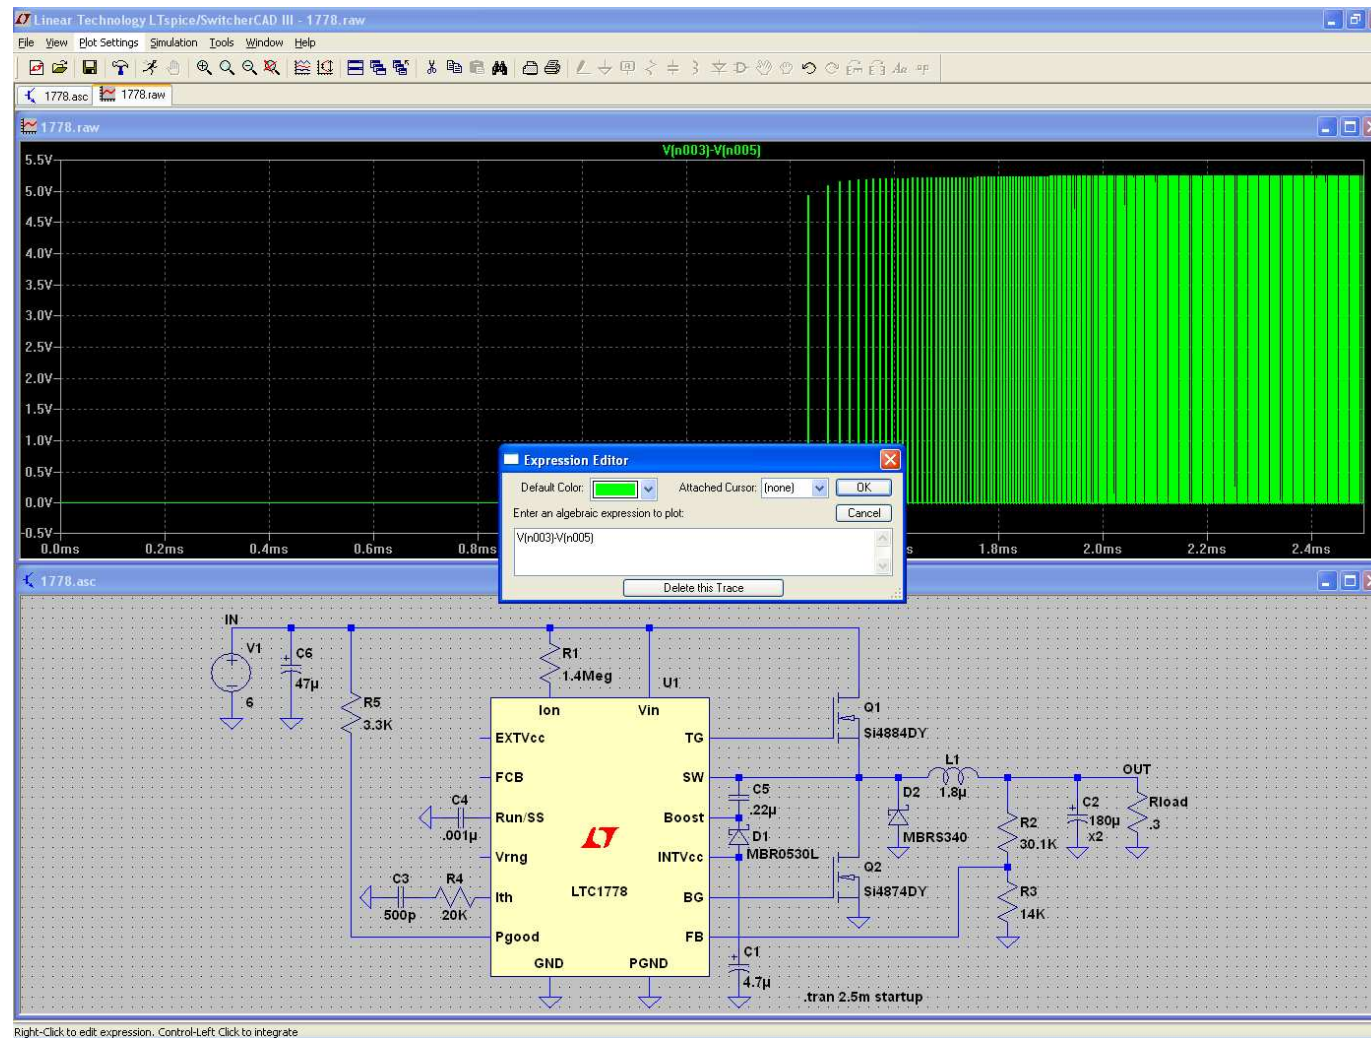 Linear Technology LTspice/SwitcherCAD III - 1778.raw
File View Plot Settings Simulation Tools Window Help
1778.asc 1778.raw
1778.raw
V(n003)-V(n005)
5.5V
5.0V
4.5V
4.0V
3.5V
3.0V
2.5V
2.0V
1.5V
1.0V
0.5V
0.0V
-0.5V
0.0ms 0.2ms 0.4ms 0.6ms 0.8ms 1.8ms 2.0ms 2.2ms 2.4ms
Expression Editor
Default Color: Attached Cursor: (none) OK
Enter an algebraic expression to plot: Cancel
V(n003)-V(n005)
Delete this Trace
1778.asc
IN
V1
6
C6
47µ
R5
3.3K
R1
1.4Meg
U1
Ion Vin
EXTVcc TG
FCB SW
Run/SS Boost
Vrng INTVcc
Ith BG
Pgood FB
GND PGND
LTC1778
C4
.001µ
C3
500p
R4
20K
Q1
Si4884DY
C5
.22µ
D1
MBR0530L
Q2
Si4874DY
C1
4.7µ
D2
MBRS340
L1
1.8µ
R2
30.1K
R3
14K
C2
180µ
x2
OUT
Rload
.3
.tran 2.5m startup
Right-Click to edit expression. Control-Left Click to integrate